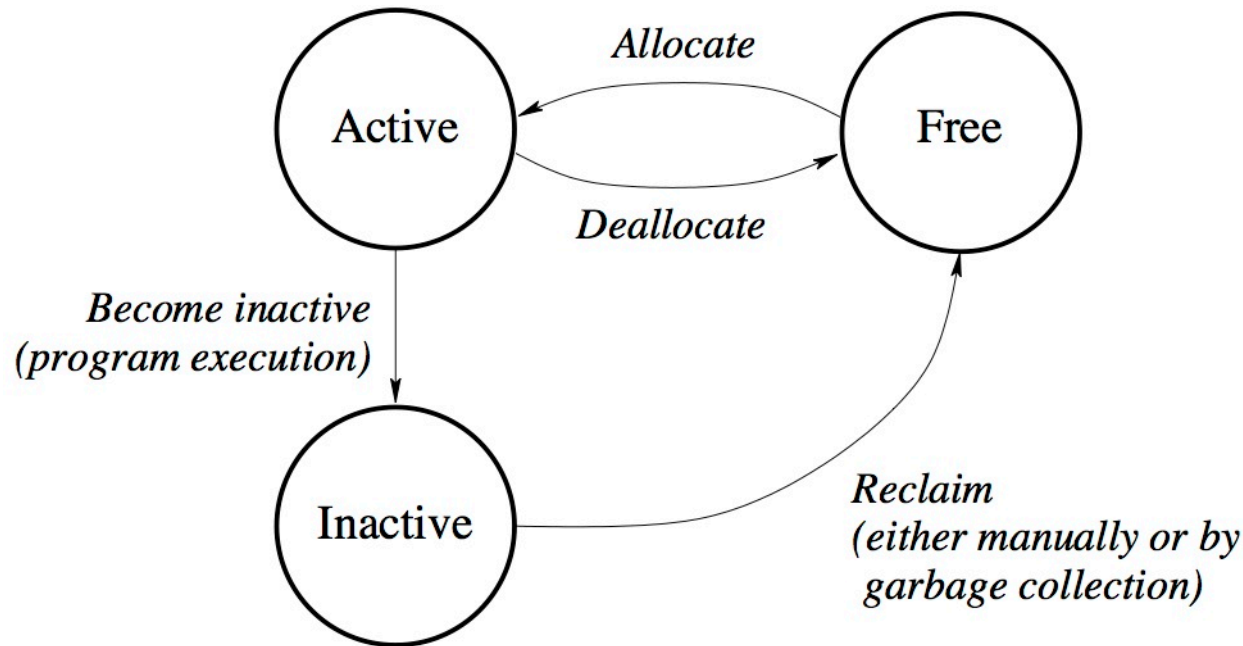 Allocate
Active
Free
Deallocate
Become inactive
(program execution)
Inactive
Reclaim
(either manually or by
garbage collection)